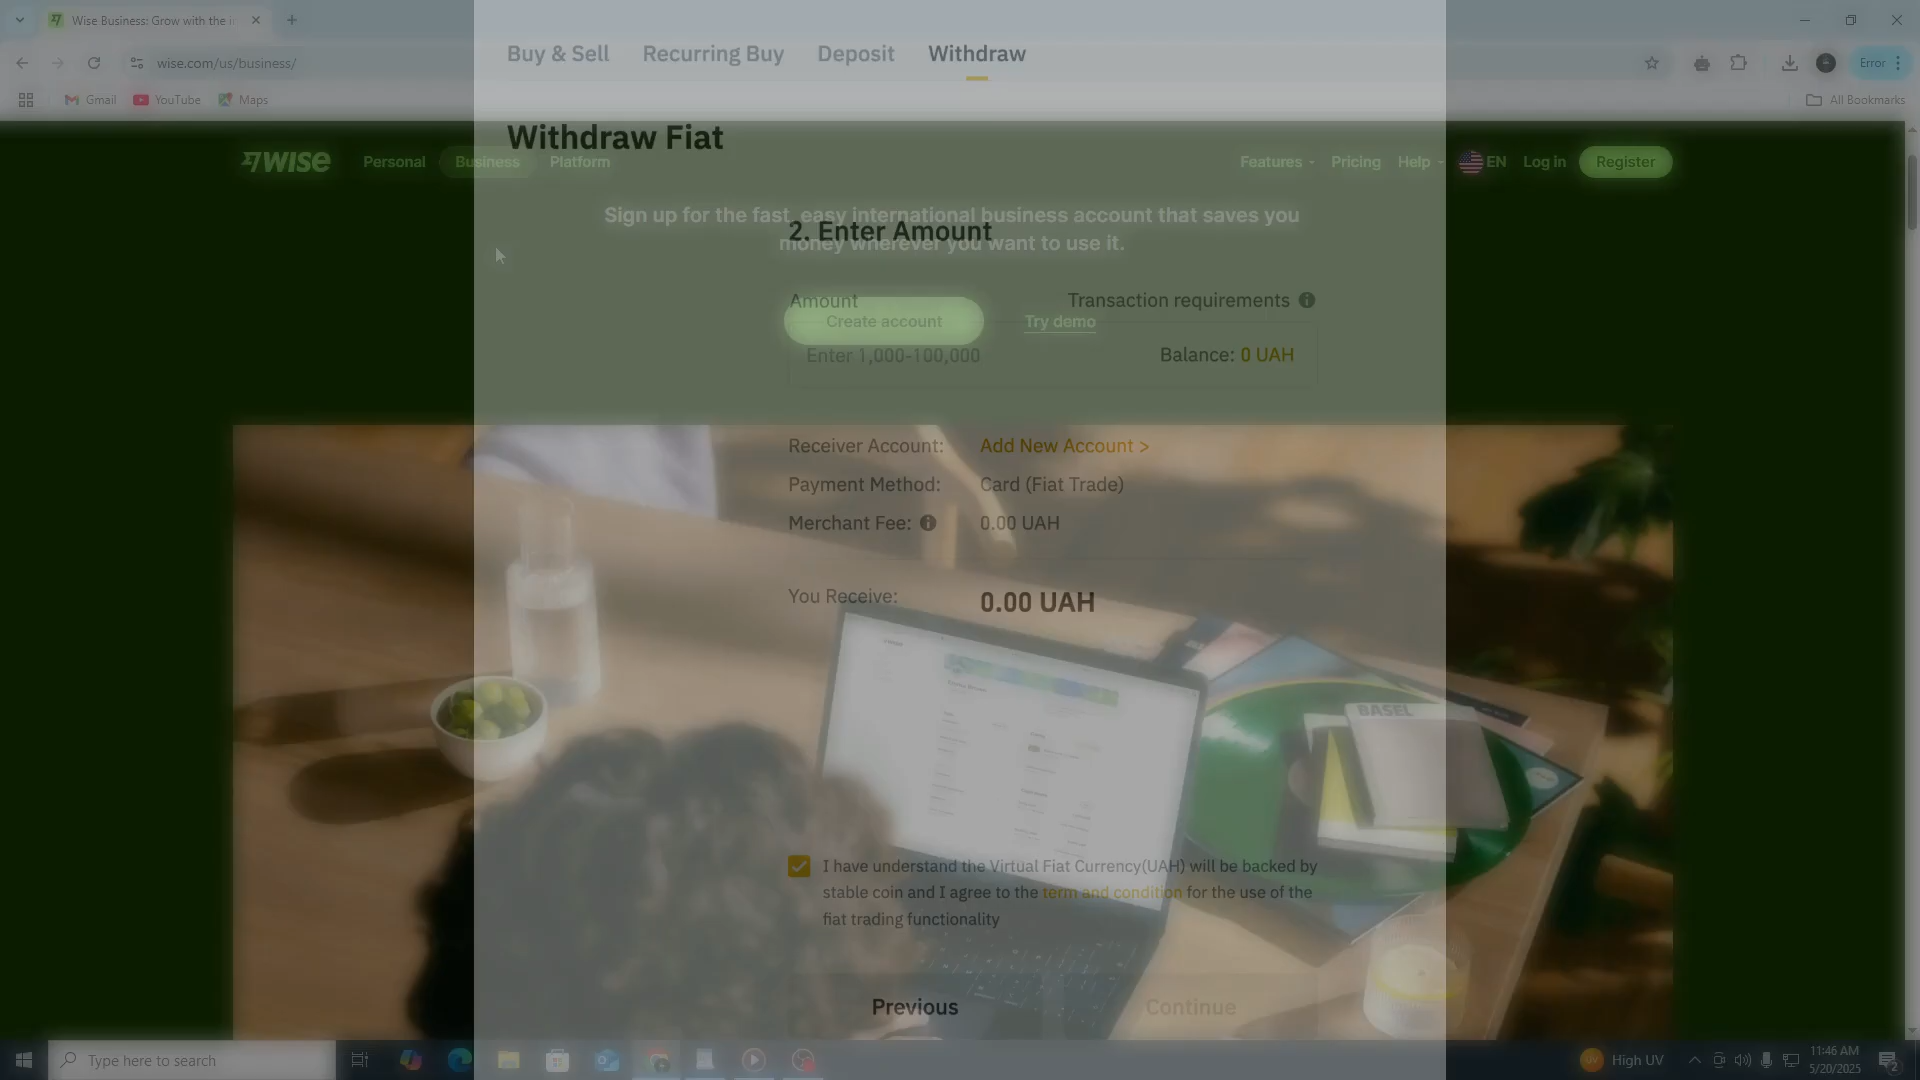 Wise Business: Grow with the i
wise.com/us/business/
Error
Gmail
YouTube
Maps
All Bookmarks
Buy & Sell
Recurring Buy
Deposit
Withdraw
Withdraw Fiat
WISE
Personal
Business
Platform
Features
Pricing
Help
EN
Log in
Register
Sign up for the fast, easy international business account that saves you
money wherever you want to use it.
2. Enter Amount
Amount
Transaction requirements
Create account
Try demo
Enter 1,000-100,000
Balance: 0 UAH
Receiver Account:
Add New Account >
Payment Method:
Card (Fiat Trade)
Merchant Fee:
0.00 UAH
You Receive:
0.00 UAH
BASEL
I have understand the Virtual Fiat Currency(UAH) will be backed by
stable coin and I agree to the term and condition for the use of the
fiat trading functionality
Previous
Continue
Type here to search
High UV
11:46 AM
5/20/2025
2